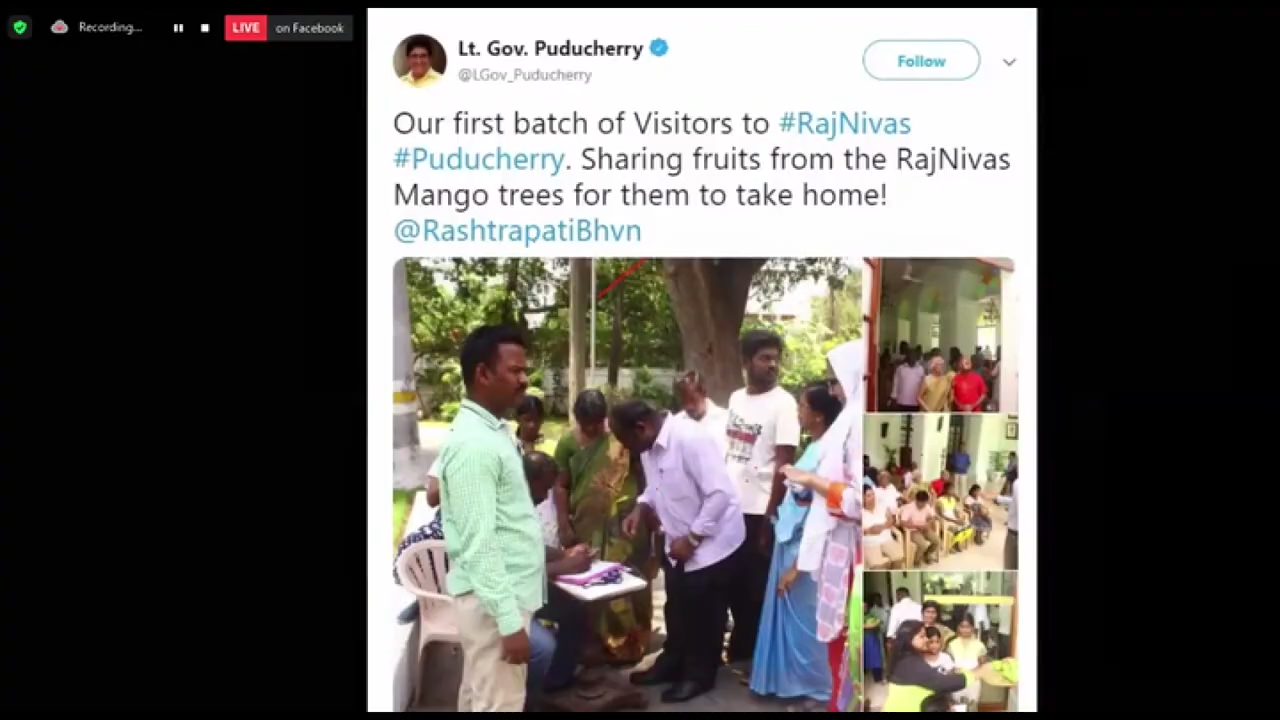 Recording...
LIVE on Facebook
Lt. Gov. Puducherry
@LGov_Puducherry
Follow
Our first batch of Visitors to #RajNivas
#Puducherry. Sharing fruits from the RajNivas
Mango trees for them to take home!
@RashtrapatiBhvn